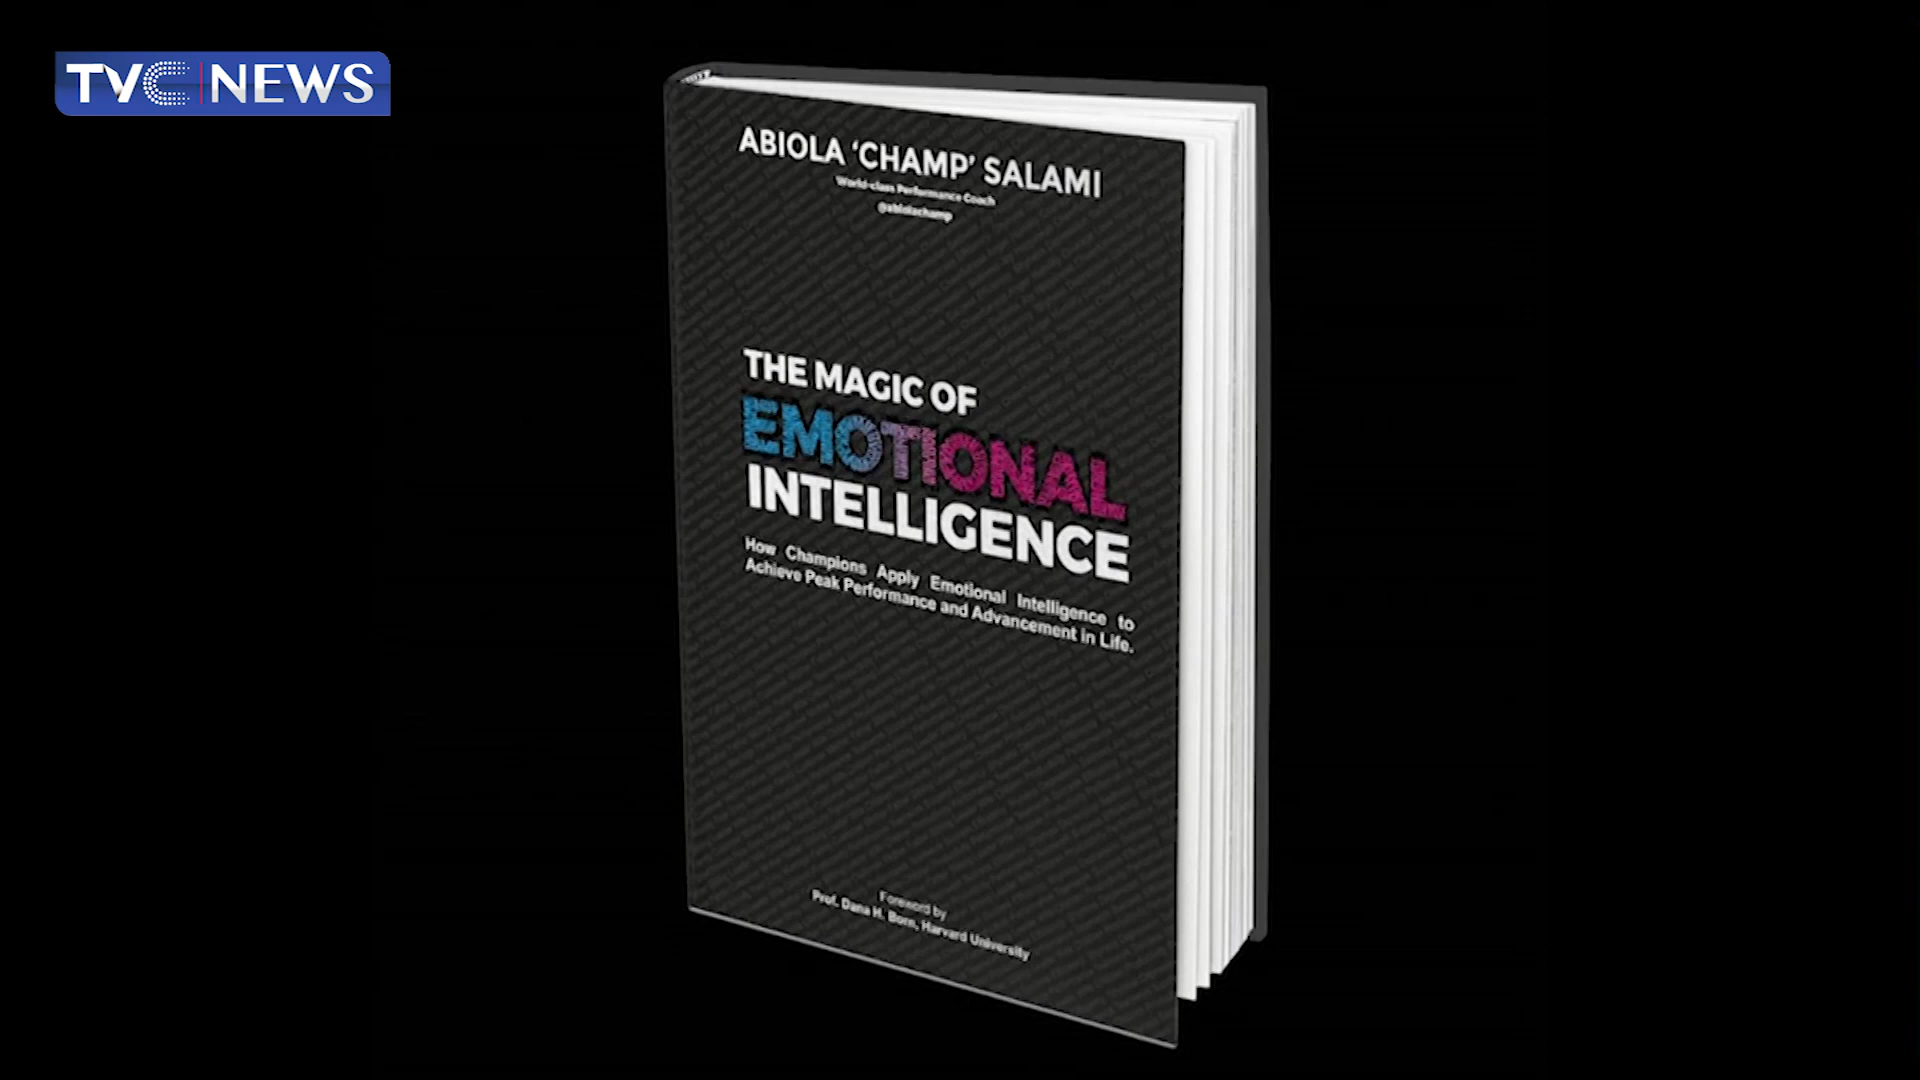 TVC NEWS
ABIOLA ‘CHAMP’ SALAMI
World-class Performance Coach
@abiolachamp
THE MAGIC OF
EMOTIONAL
INTELLIGENCE
How Champions Apply Emotional Intelligence to
Achieve Peak Performance and Advancement in Life.
Foreword by
Prof. Dana H. Born, Harvard University